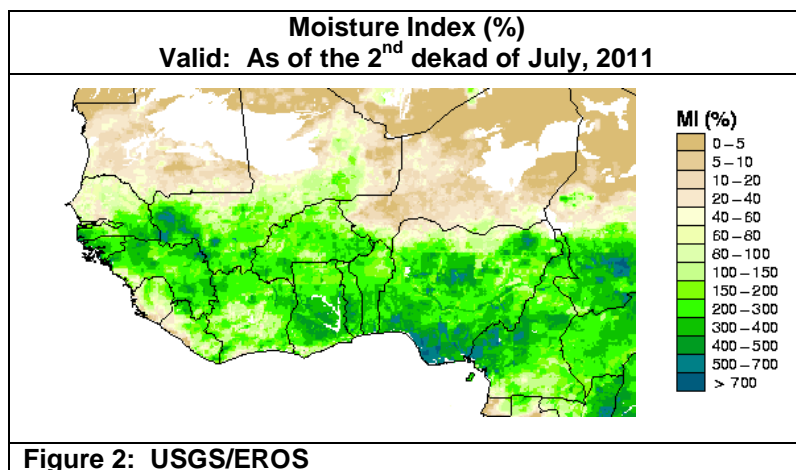 Moisture Index (%)
Valid: As of the 2nd dekad of July, 2011
MI (%)
0 – 5
5 – 10
10 – 20
20 – 40
40 – 60
60 – 80
80 – 100
100 – 150
150 – 200
200 – 300
300 – 400
400 – 500
500 – 700
> 700
Figure 2: USGS/EROS